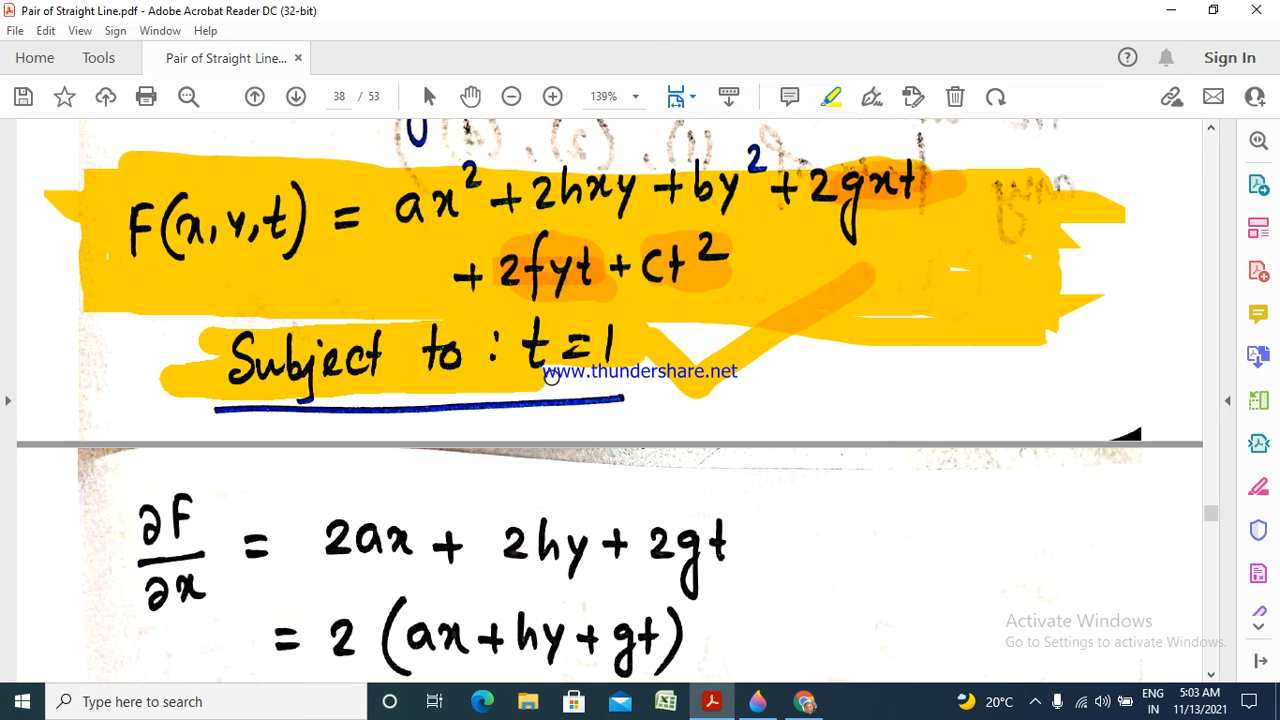 Pair of Straight Line.pdf - Adobe Acrobat Reader DC (32-bit)
File Edit View Sign Window Help
Home Tools Pair of Straight Line... × Sign In
38 / 53 139%
F(x,y,t) = ax² + 2hxy + by² + 2gxt
+ 2fyt + ct²
Subject to : t = 1
www.thundershare.net
∂F/∂x = 2ax + 2hy + 2gt
= 2 (ax + hy + gt)
Activate Windows
Go to Settings to activate Windows.
Type here to search
20°C ENG IN 5:03 AM 11/13/2021